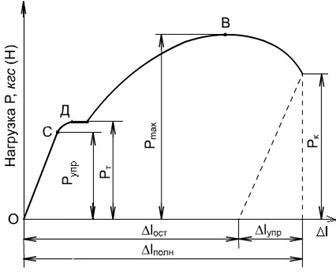 Нагрузка P, кгс (Н)
B
Д
C
Pупр
Pт
Pmax
Pк
O
Δlост
Δlупр
Δl
Δlполн